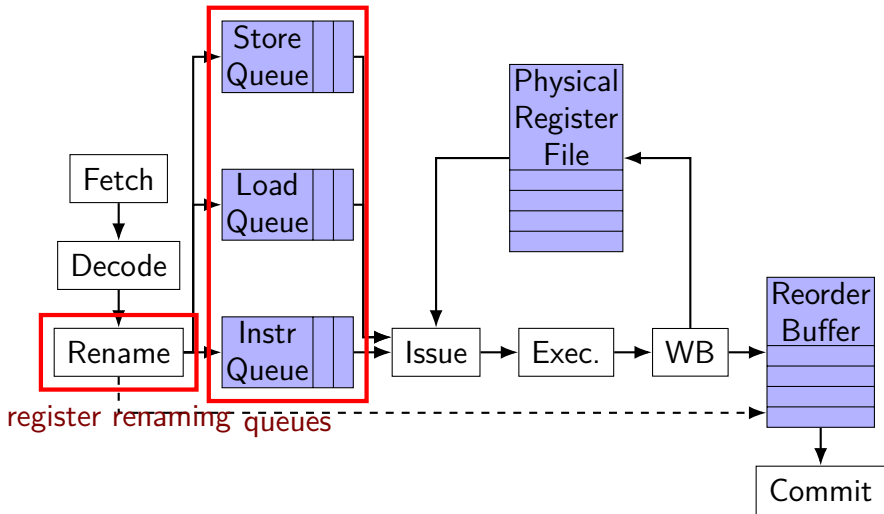 Store
Queue
Physical
Register
File
Fetch
Load
Queue
Decode
Reorder
Buffer
Rename
Instr
Queue
Issue
Exec.
WB
register renaming
queues
Commit